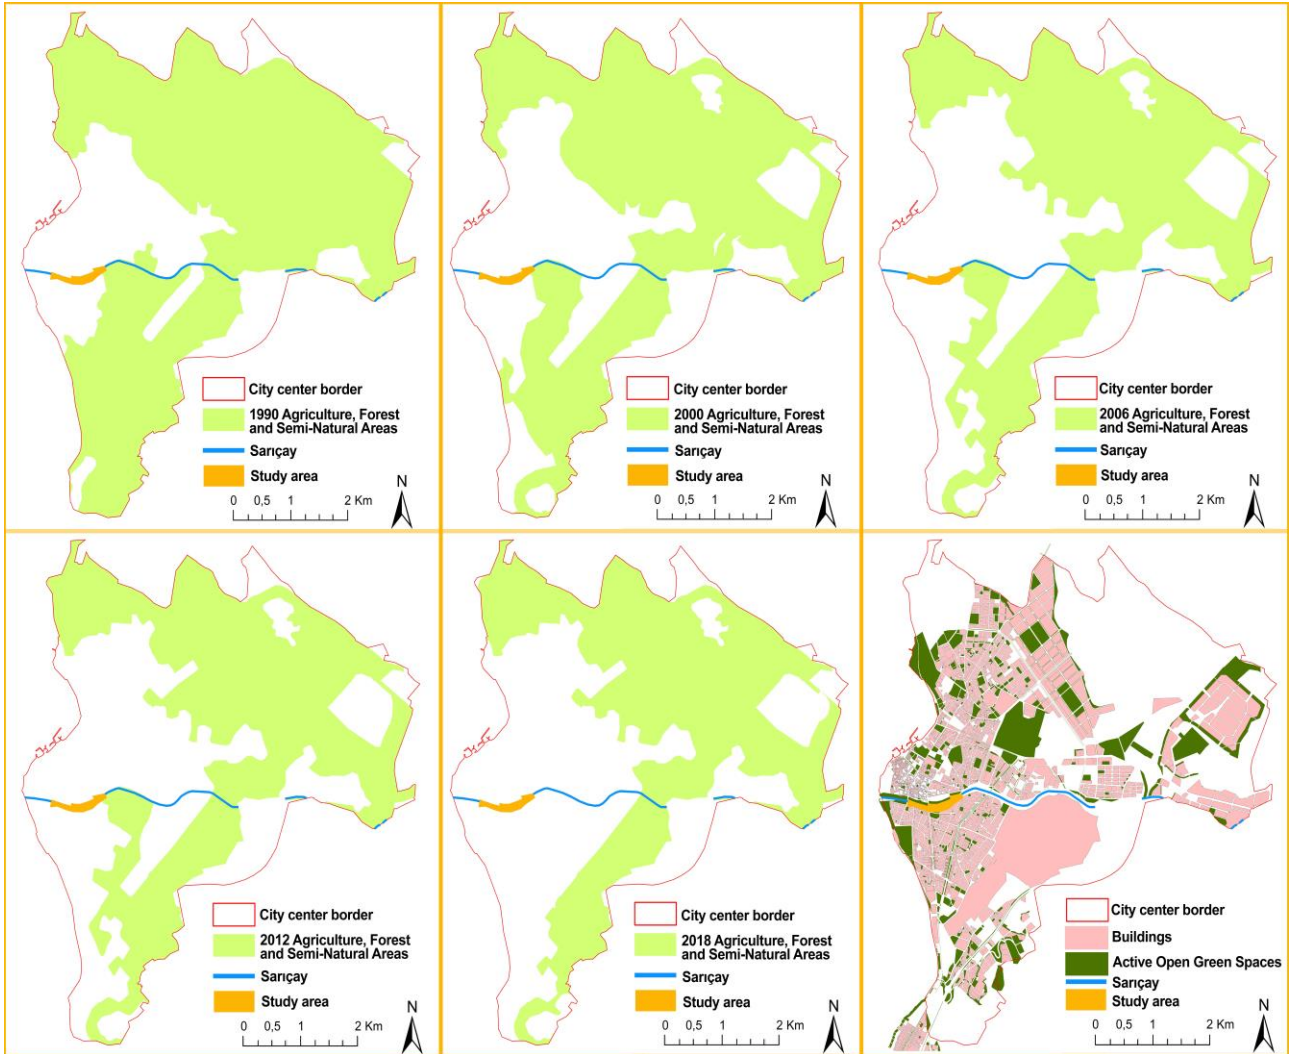 City center border
1990 Agriculture, Forest
and Semi-Natural Areas
Sarıçay
Study area
N
0 0,5 1 2 Km
City center border
2000 Agriculture, Forest
and Semi-Natural Areas
Sarıçay
Study area
N
0 0,5 1 2 Km
City center border
2006 Agriculture, Forest
and Semi-Natural Areas
Sarıçay
Study area
N
0 0,5 1 2 Km
City center border
2012 Agriculture, Forest
and Semi-Natural Areas
Sarıçay
Study area
N
0 0,5 1 2 Km
City center border
2018 Agriculture, Forest
and Semi-Natural Areas
Sarıçay
Study area
N
0 0,5 1 2 Km
City center border
Buildings
Active Open Green Spaces
Sarıçay
Study area
N
0 0,5 1 2 Km